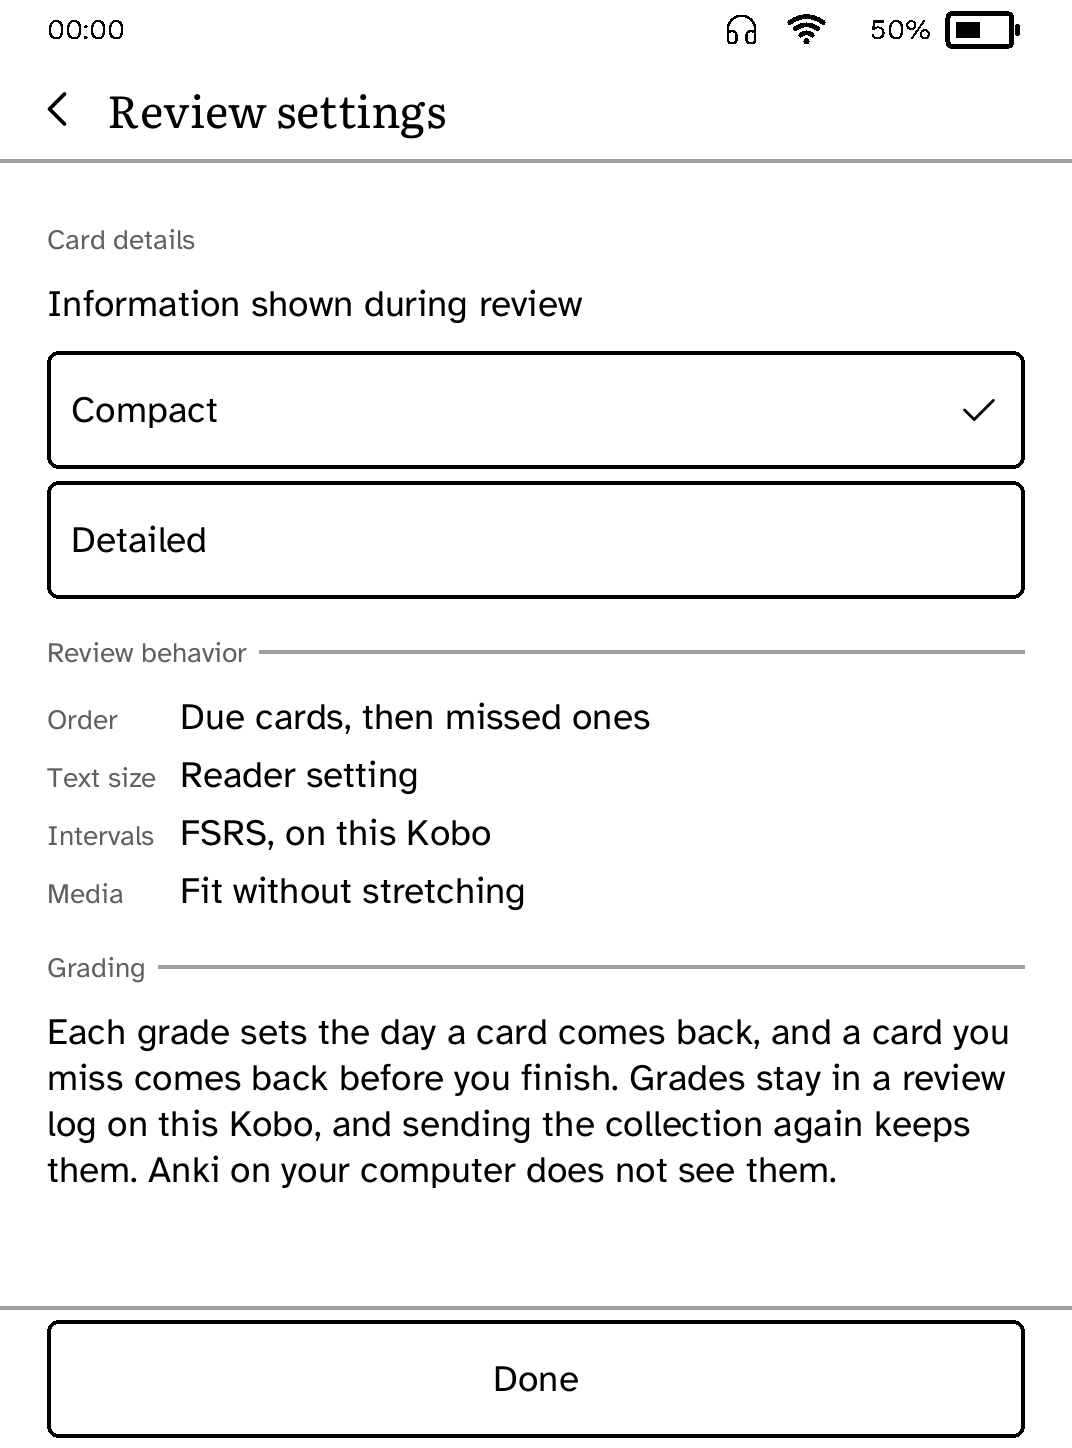 00:00
50%
Review settings
Card details
Information shown during review
Compact
Detailed
Review behavior
Order Due cards, then missed ones
Text size Reader setting
Intervals FSRS, on this Kobo
Media Fit without stretching
Grading
Each grade sets the day a card comes back, and a card you
miss comes back before you finish. Grades stay in a review
log on this Kobo, and sending the collection again keeps
them. Anki on your computer does not see them.
Done